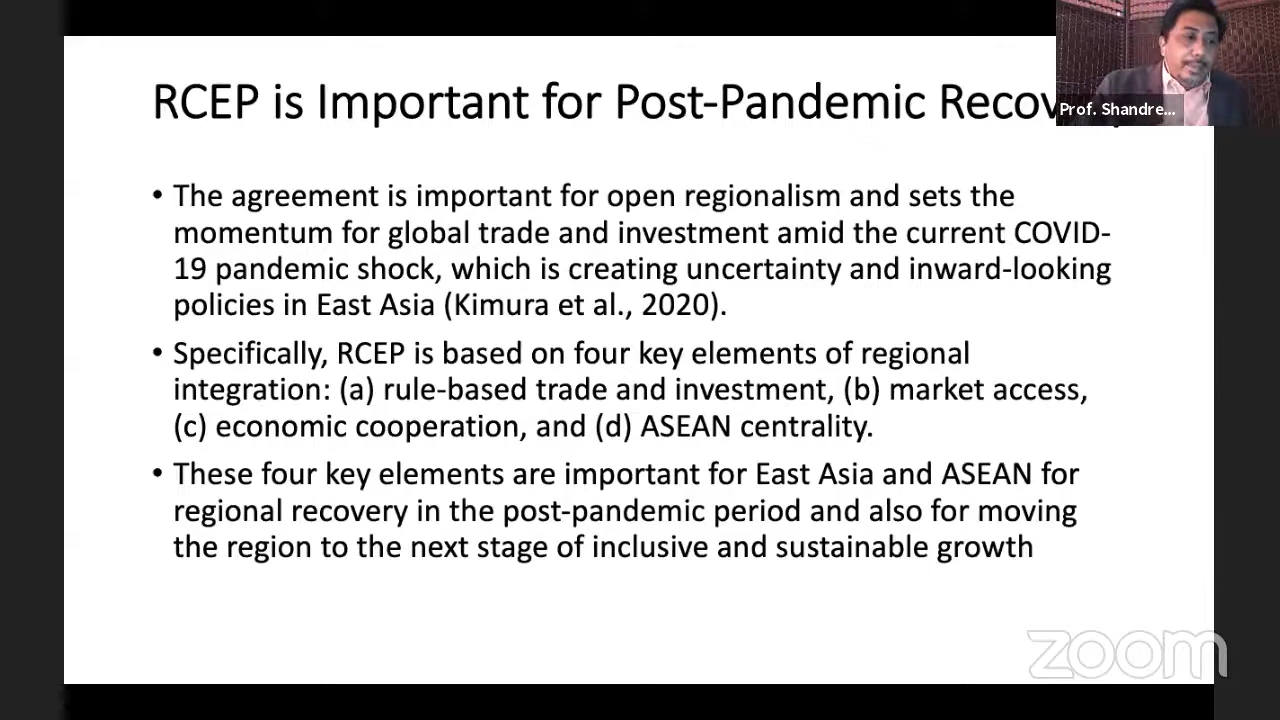 RCEP is Important for Post-Pandemic
Prof. Shandre...
• The agreement is important for open regionalism and sets the
momentum for global trade and investment amid the current COVID-
19 pandemic shock, which is creating uncertainty and inward-looking
policies in East Asia (Kimura et al., 2020).
• Specifically, RCEP is based on four key elements of regional
integration: (a) rule-based trade and investment, (b) market access,
(c) economic cooperation, and (d) ASEAN centrality.
• These four key elements are important for East Asia and ASEAN for
regional recovery in the post-pandemic period and also for moving
the region to the next stage of inclusive and sustainable growth
zoom